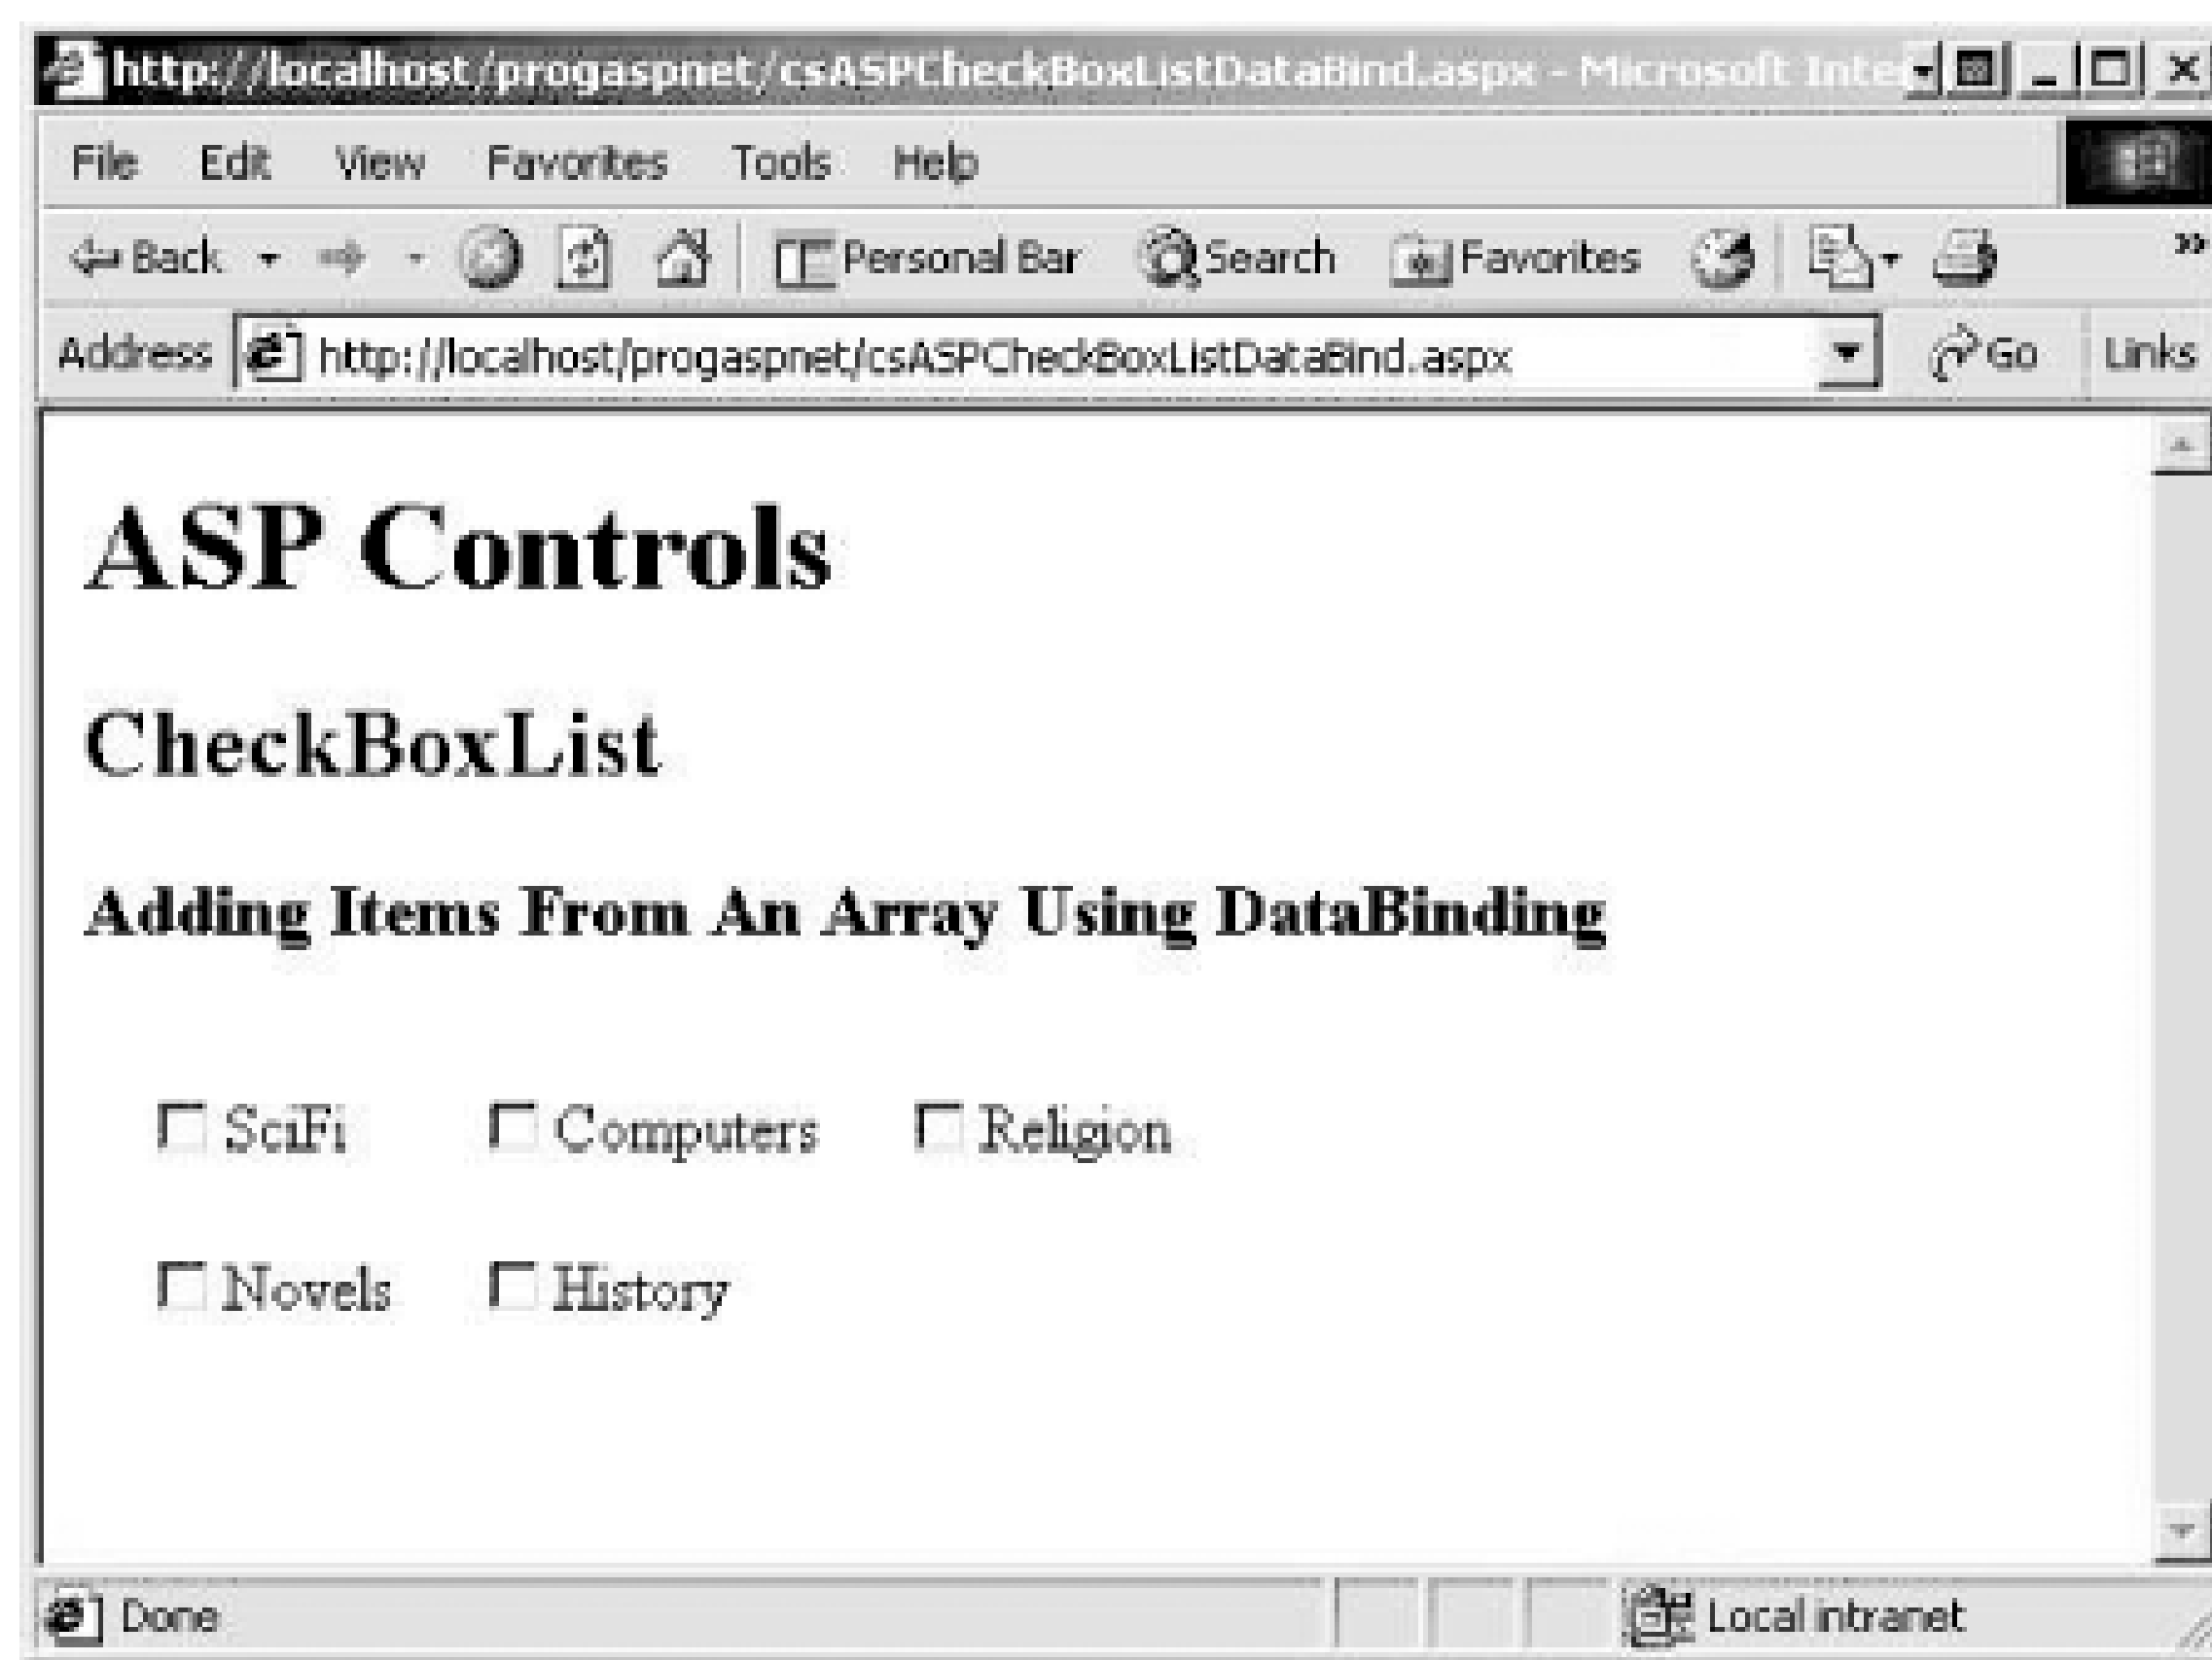 http://localhost/progaspnet/csASPCheckBoxListDataBind.aspx - Microsoft Inte
File Edit View Favorites Tools Help
Back Personal Bar Search Favorites »
Address http://localhost/progaspnet/csASPCheckBoxListDataBind.aspx Go Links
ASP Controls
CheckBoxList
Adding Items From An Array Using DataBinding
SciFi Computers Religion
Novels History
Done Local intranet